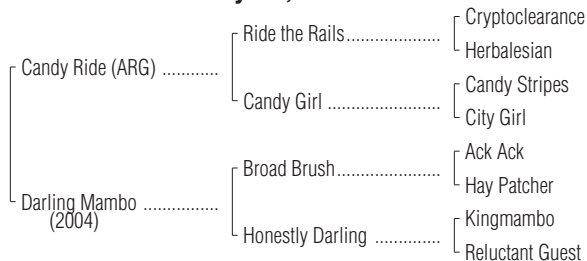 Cryptoclearance
Ride the Rails
Herbalesian
Candy Ride (ARG)
Candy Stripes
Candy Girl
City Girl
Ack Ack
Broad Brush
Hay Patcher
Darling Mambo
(2004)
Kingmambo
Honestly Darling
Reluctant Guest